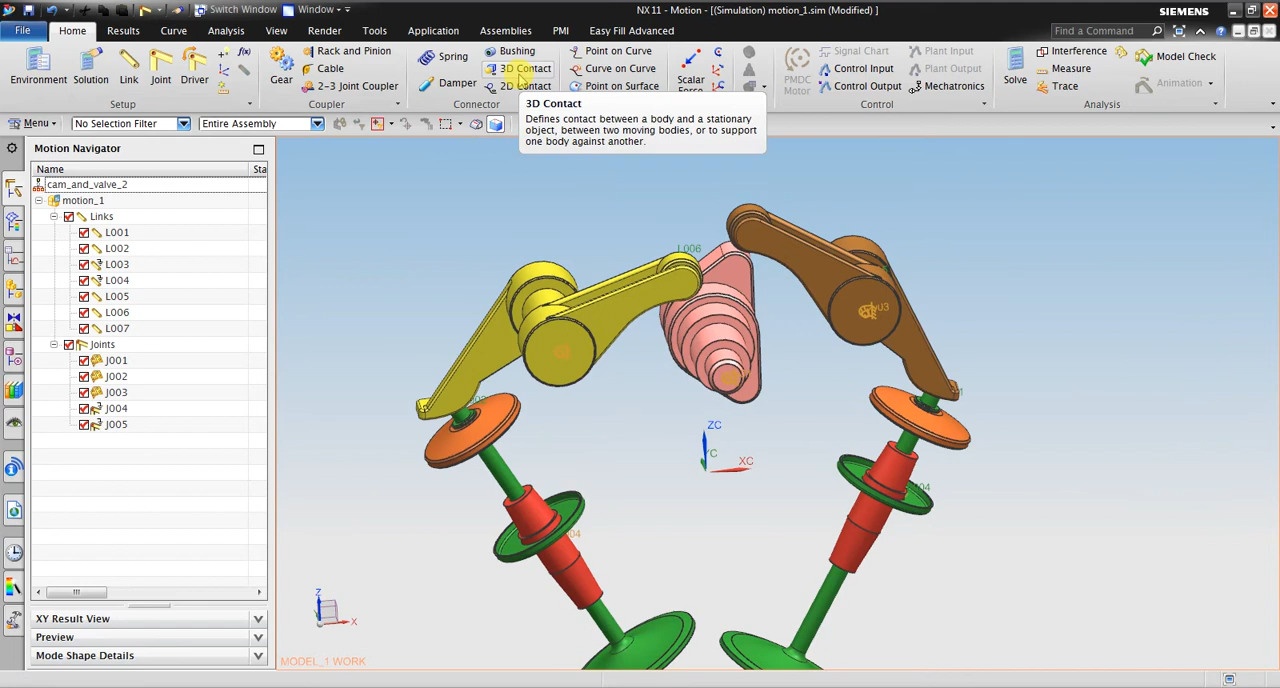 Switch Window Window
NX 11 - Motion - [(Simulation) motion_1.sim (Modified) ]
SIEMENS
File Home Results Curve Analysis View Render Tools Application Assemblies PMI Easy Fill Advanced
Find a Command
Environment Solution Link Joint Driver
f(x)
Setup
Gear
Rack and Pinion
Cable
2-3 Joint Coupler
Coupler
Spring
Damper
Bushing
3D Contact
2D Contact
Connector
Point on Curve
Curve on Curve
Point on Surface
Scalar
Force
PMDC
Motor
Signal Chart
Control Input
Control Output
Plant Input
Plant Output
Mechatronics
Control
Solve
Interference
Measure
Trace
Model Check
Animation
Analysis
3D Contact
Defines contact between a body and a stationary
object, between two moving bodies, or to support
one body against another.
Menu
No Selection Filter
Entire Assembly
Motion Navigator
Name
Sta
cam_and_valve_2
motion_1
Links
L001
L002
L003
L004
L005
L006
L007
Joints
J001
J002
J003
J004
J005
XY Result View
Preview
Mode Shape Details
L006
ZC
XC
Z
X
MODEL_1 WORK